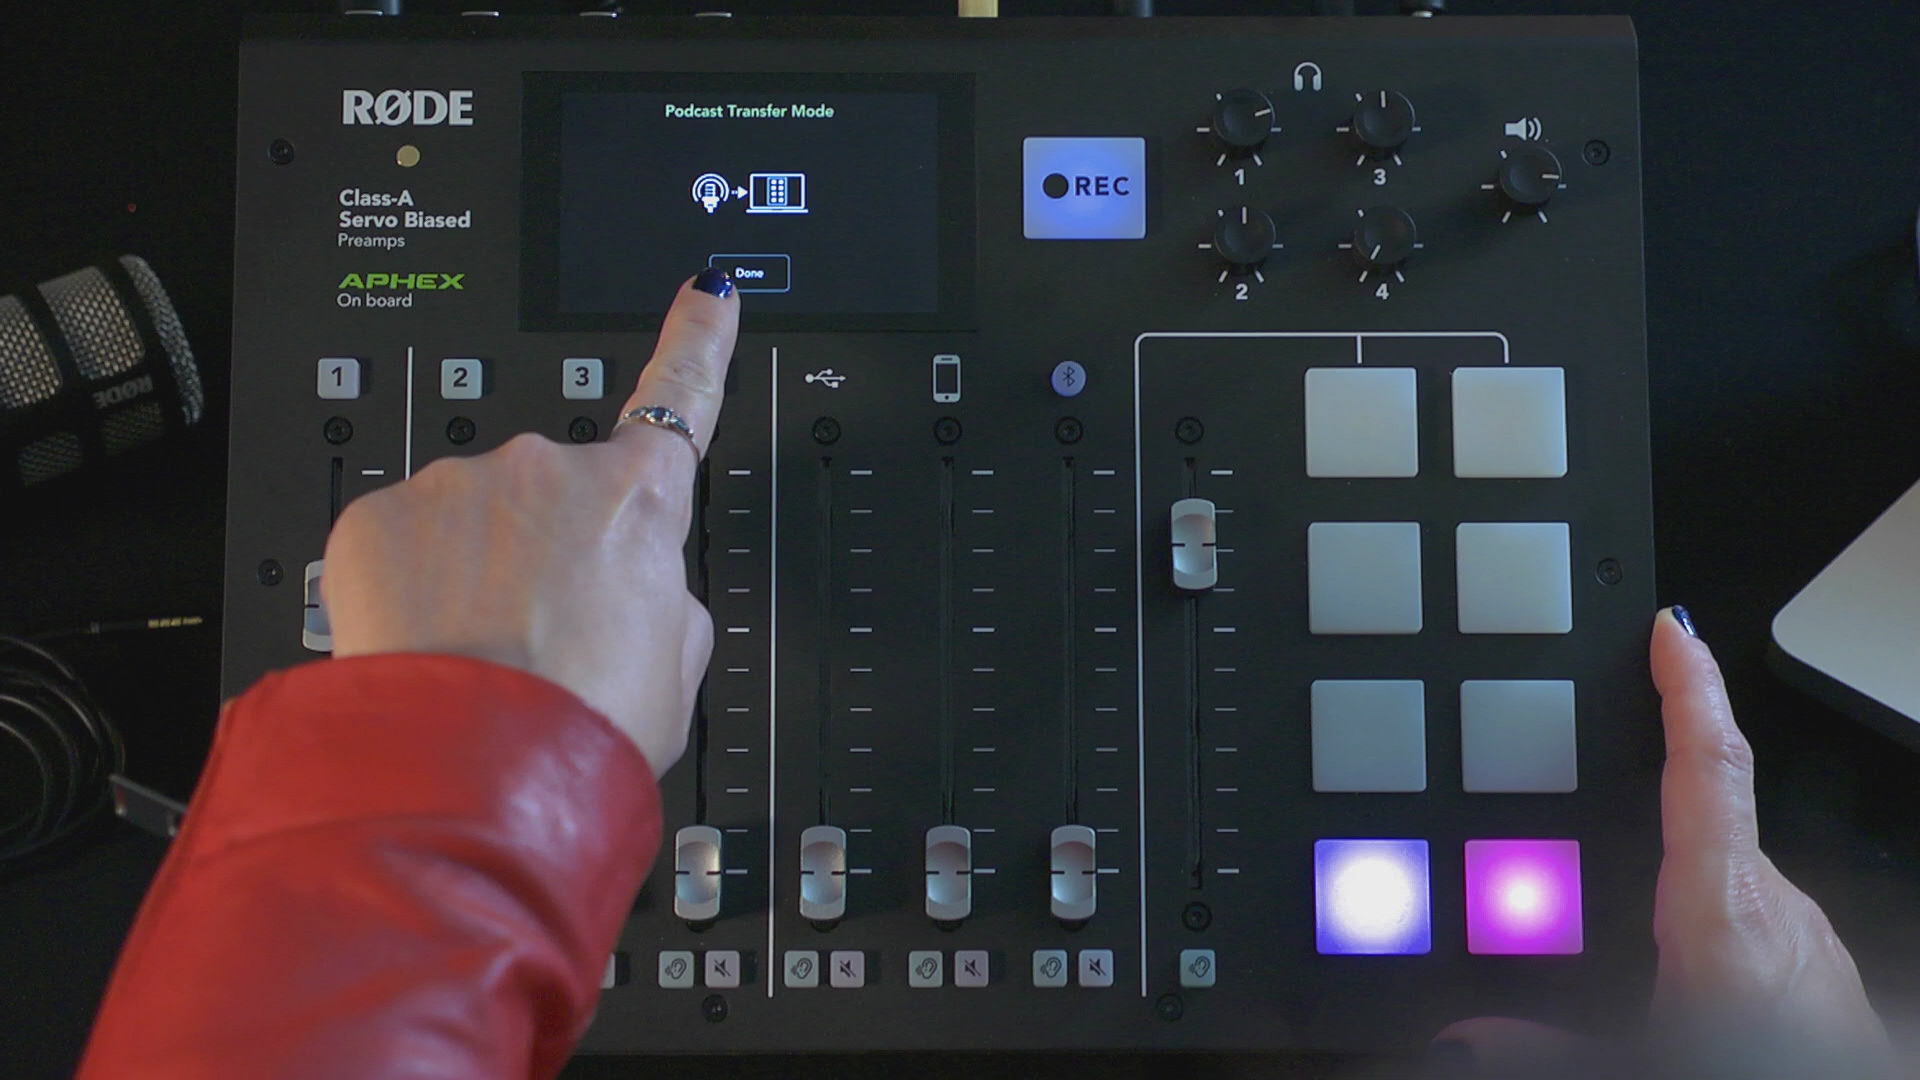 RØDE
Class-A
Servo Biased
Preamps
APHEX
On board
Podcast Transfer Mode
Done
REC
1
3
2
4
1
2
3
RØDE